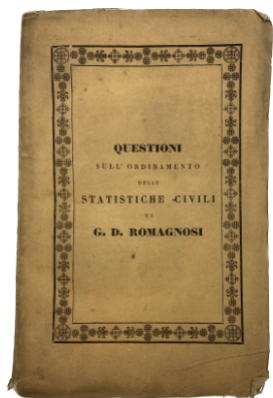 QUESTIONI
SULL' ORDINAMENTO
DELLE
STATISTICHE CIVILI
DI
G. D. ROMAGNOSI